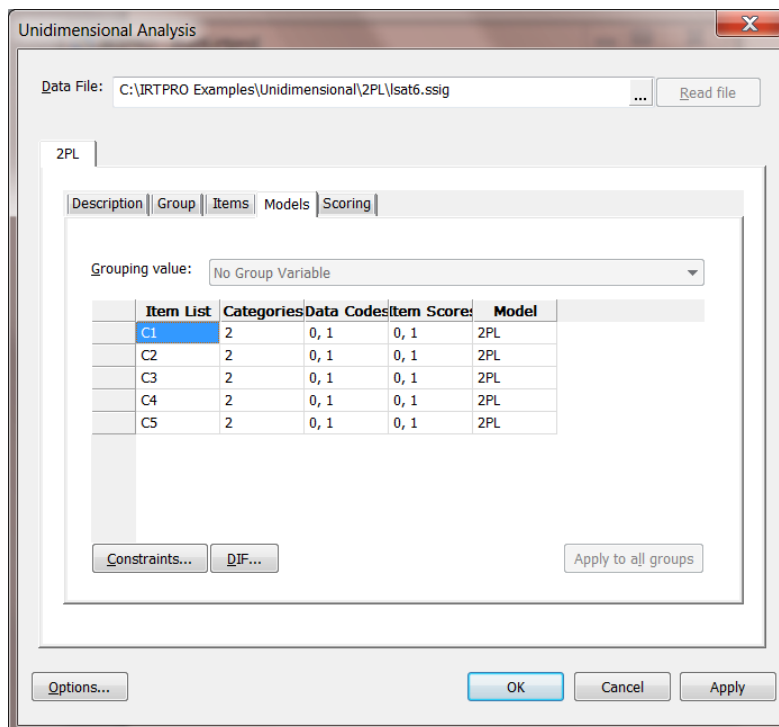 Unidimensional Analysis
Data File: C:\IRTPRO Examples\Unidimensional\2PL\lsat6.ssig ... Read file
2PL
Description Group Items Models Scoring
Grouping value: No Group Variable
Item List Categories Data Codes Item Scores Model
C1 2 0, 1 0, 1 2PL
C2 2 0, 1 0, 1 2PL
C3 2 0, 1 0, 1 2PL
C4 2 0, 1 0, 1 2PL
C5 2 0, 1 0, 1 2PL
Constraints... DIF... Apply to all groups
Options... OK Cancel Apply